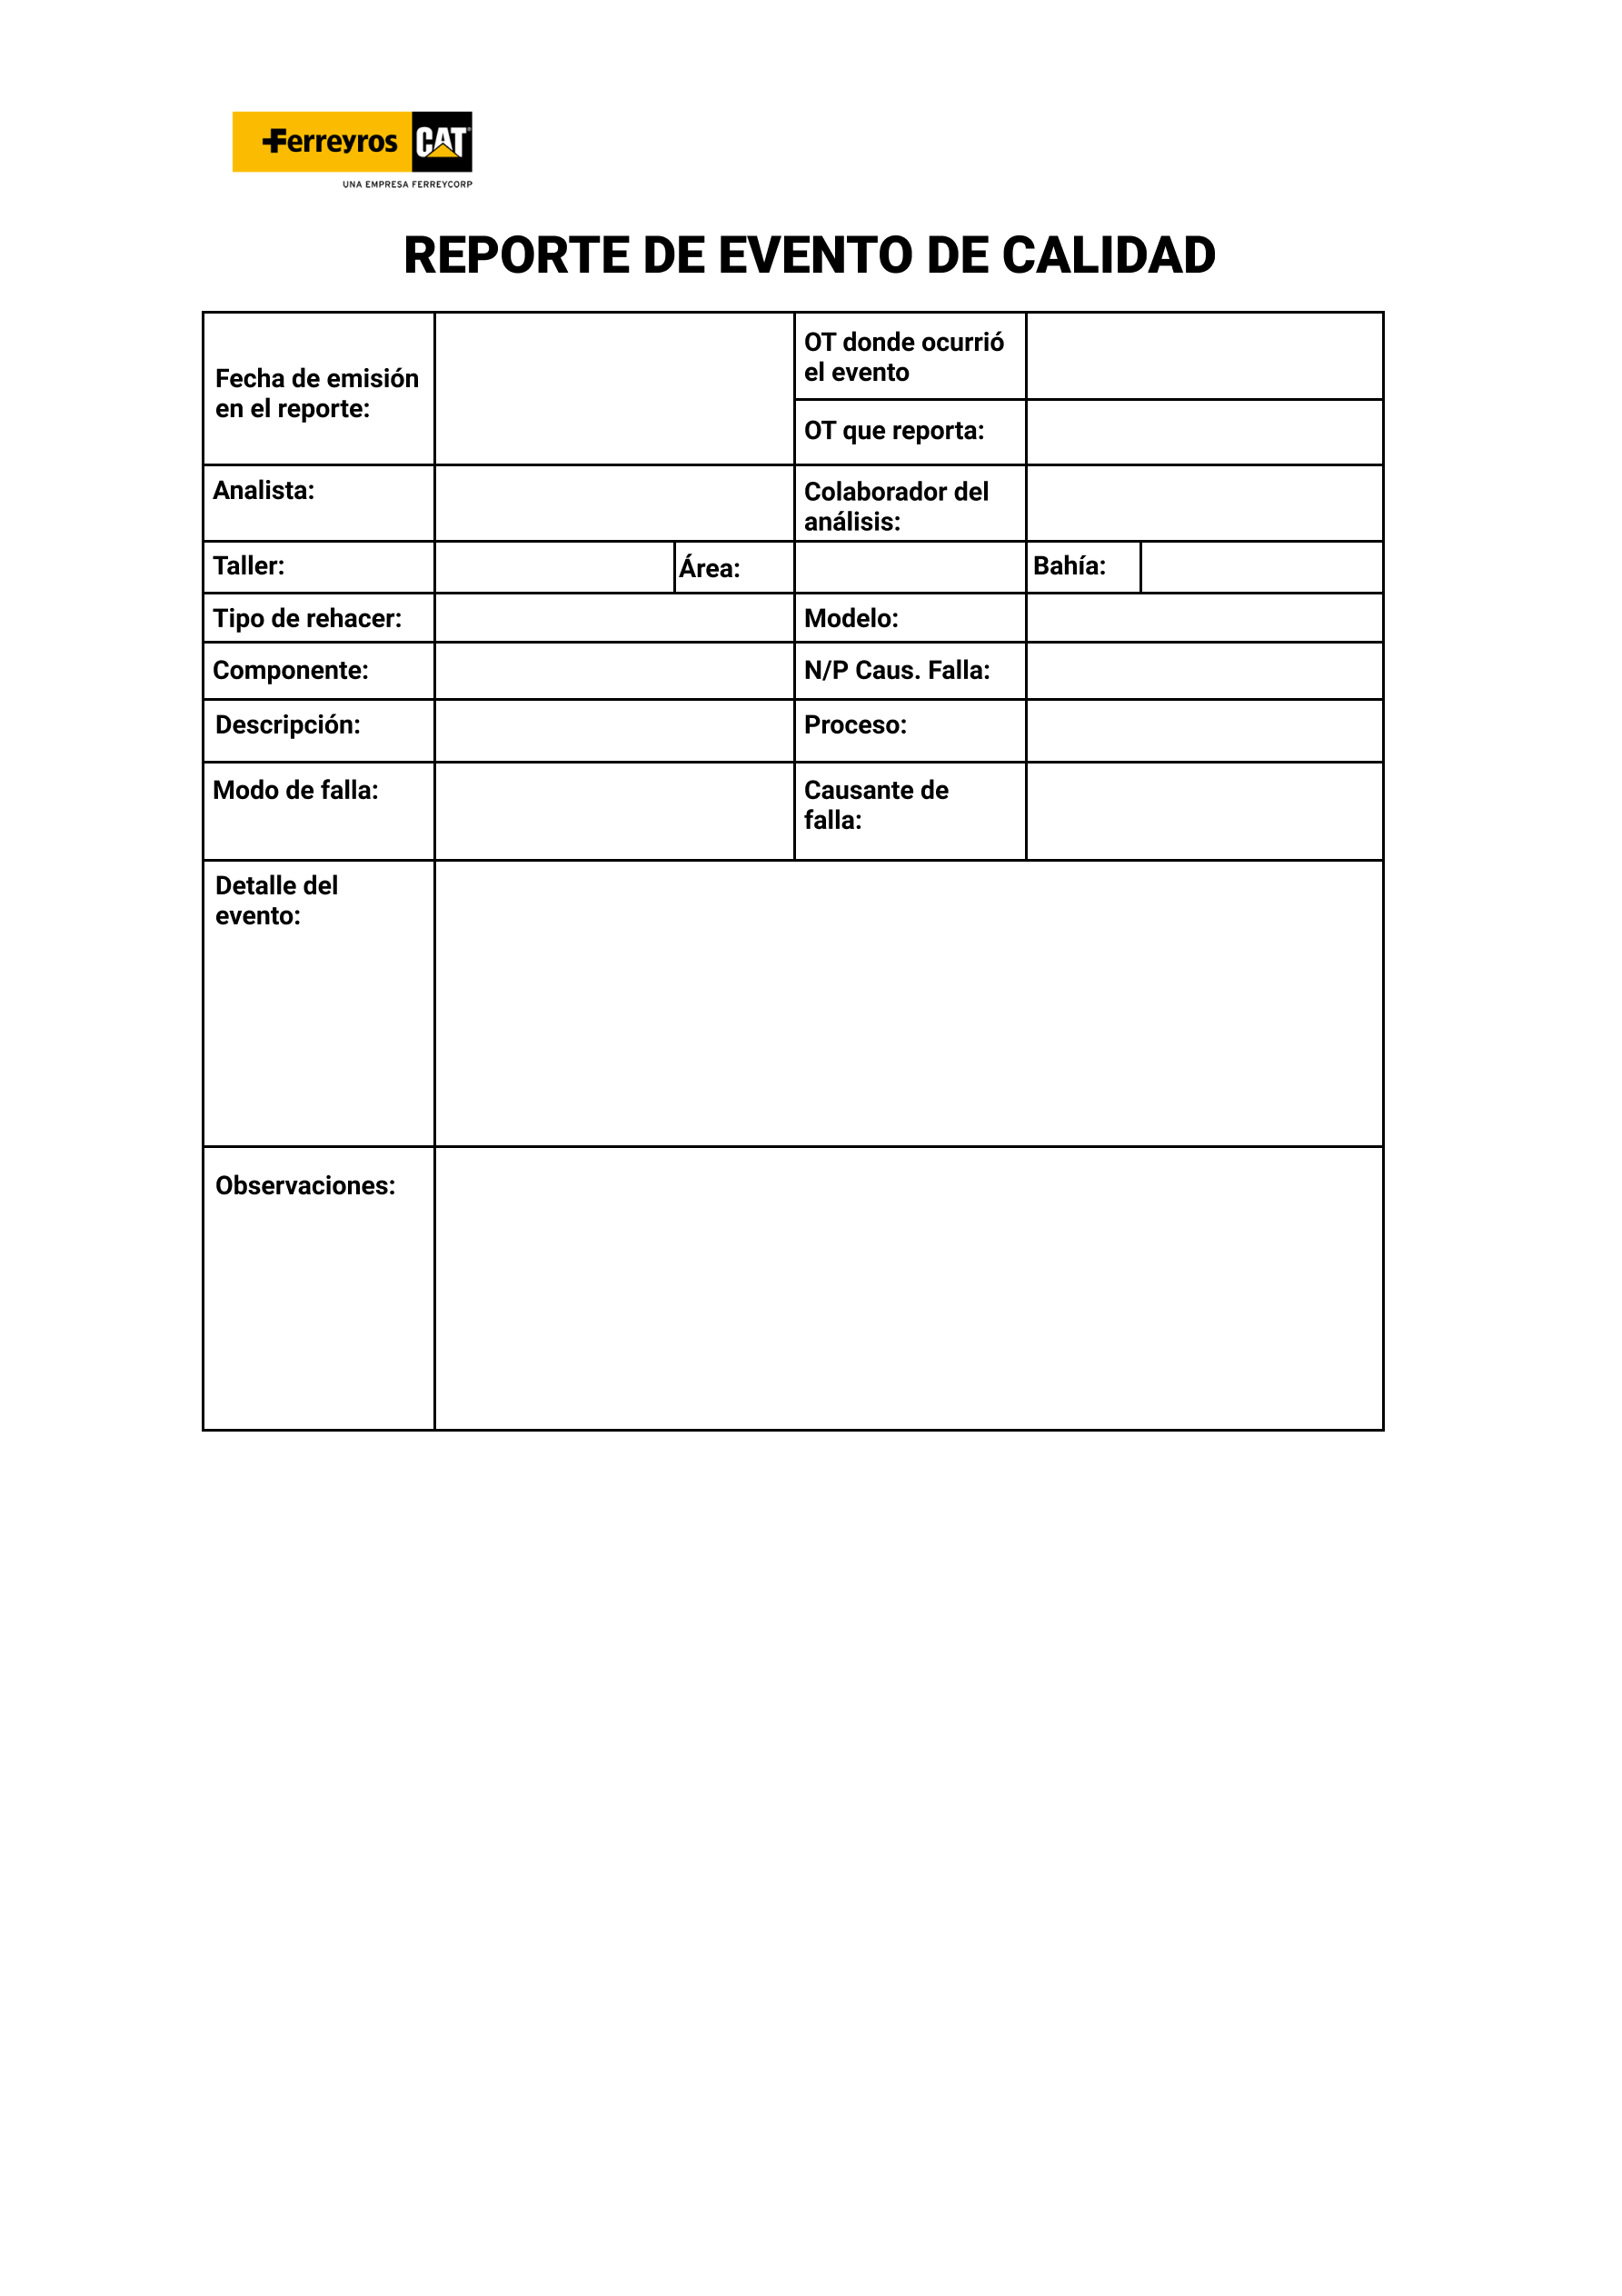 Ferreyros CAT®
UNA EMPRESA FERREYCORP
REPORTE DE EVENTO DE CALIDAD
Fecha de emisión
en el reporte:
OT donde ocurrió
el evento
OT que reporta:
Analista:
Colaborador del
análisis:
Taller:
Área:
Bahía:
Tipo de rehacer:
Modelo:
Componente:
N/P Caus. Falla:
Descripción:
Proceso:
Modo de falla:
Causante de
falla:
Detalle del
evento:
Observaciones: